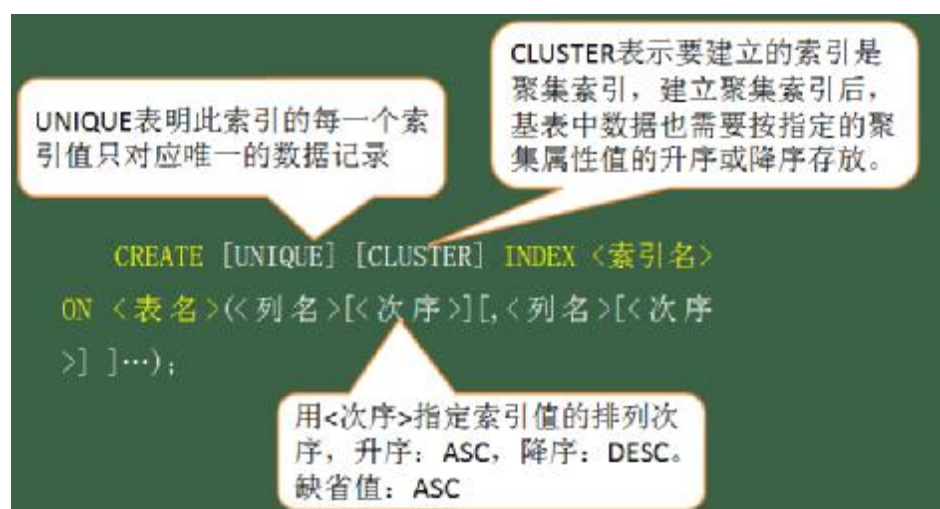 UNIQUE表明此索引的每一个索
引值只对应唯一的数据记录
CLUSTER表示要建立的索引是
聚集索引，建立聚集索引后，
基表中数据也需要按指定的聚
集属性值的升序或降序存放。
CREATE [UNIQUE] [CLUSTER] INDEX <索引名>
ON <表名>(<列名>[<次序>][,<列名>[<次序
>] ]…);
用<次序>指定索引值的排列次
序，升序：ASC，降序：DESC。
缺省值：ASC